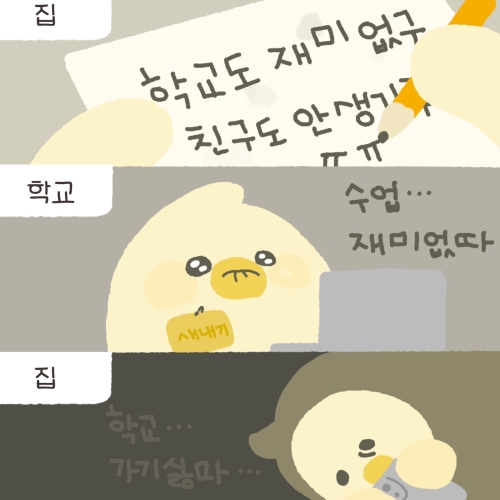 집
학교도 재미 없구
친구도 안 생기고
ㅠㅠ
학교
수업...
재미없따
새내기
집
학교...
가기싫따...